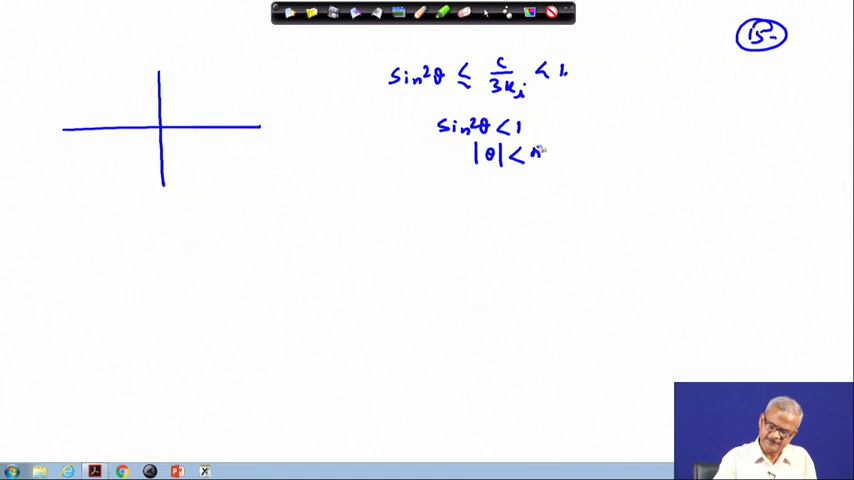 15-
sin²θ ≤ c/3k_i < 1.
sin²θ < 1
|θ| < π